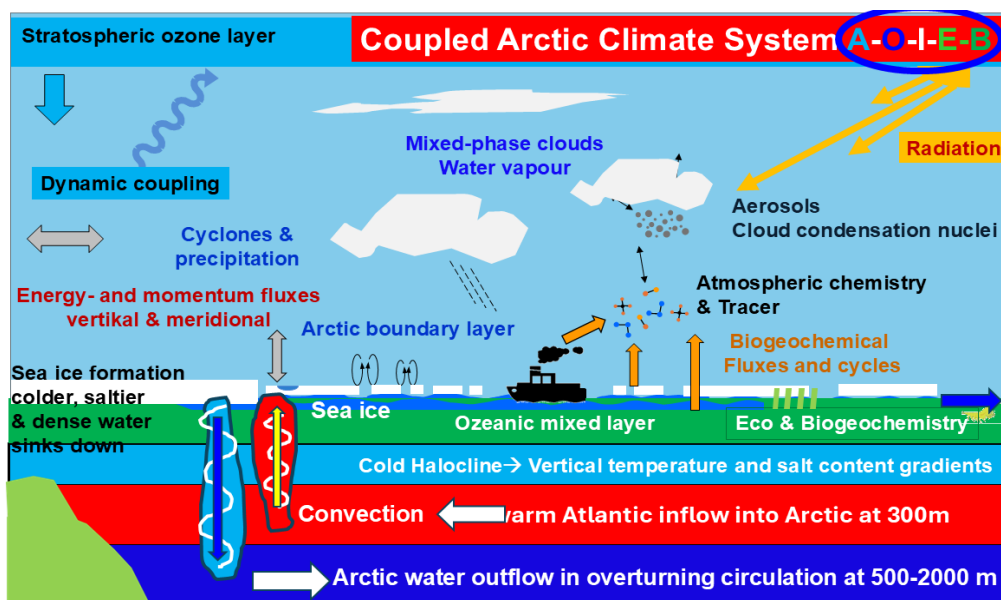 Stratospheric ozone layer
Coupled Arctic Climate System A-O-I-E-B
Mixed-phase clouds
Water vapour
Radiation
Dynamic coupling
Aerosols
Cloud condensation nuclei
Cyclones &
precipitation
Energy- and momentum fluxes
vertikal & meridional
Arctic boundary layer
Atmospheric chemistry
& Tracer
Biogeochemical
Fluxes and cycles
Sea ice formation
colder, saltier
& dense water
sinks down
Sea ice
Ozeanic mixed layer
Eco & Biogeochemistry
Cold Halocline→ Vertical temperature and salt content gradients
Convection
warm Atlantic inflow into Arctic at 300m
Arctic water outflow in overturning circulation at 500-2000 m